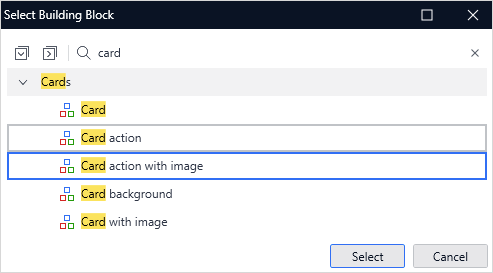 Select Building Block
card
Cards
Card
Card action
Card action with image
Card background
Card with image
Select
Cancel